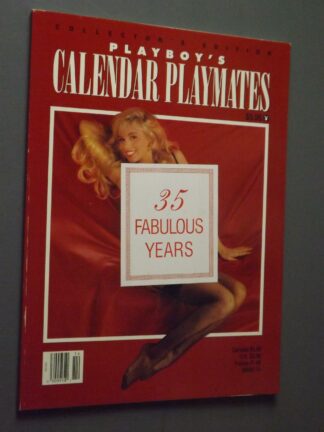 COLLECTOR'S EDITION
PLAYBOY'S
CALENDAR PLAYMATES
35
FABULOUS
YEARS